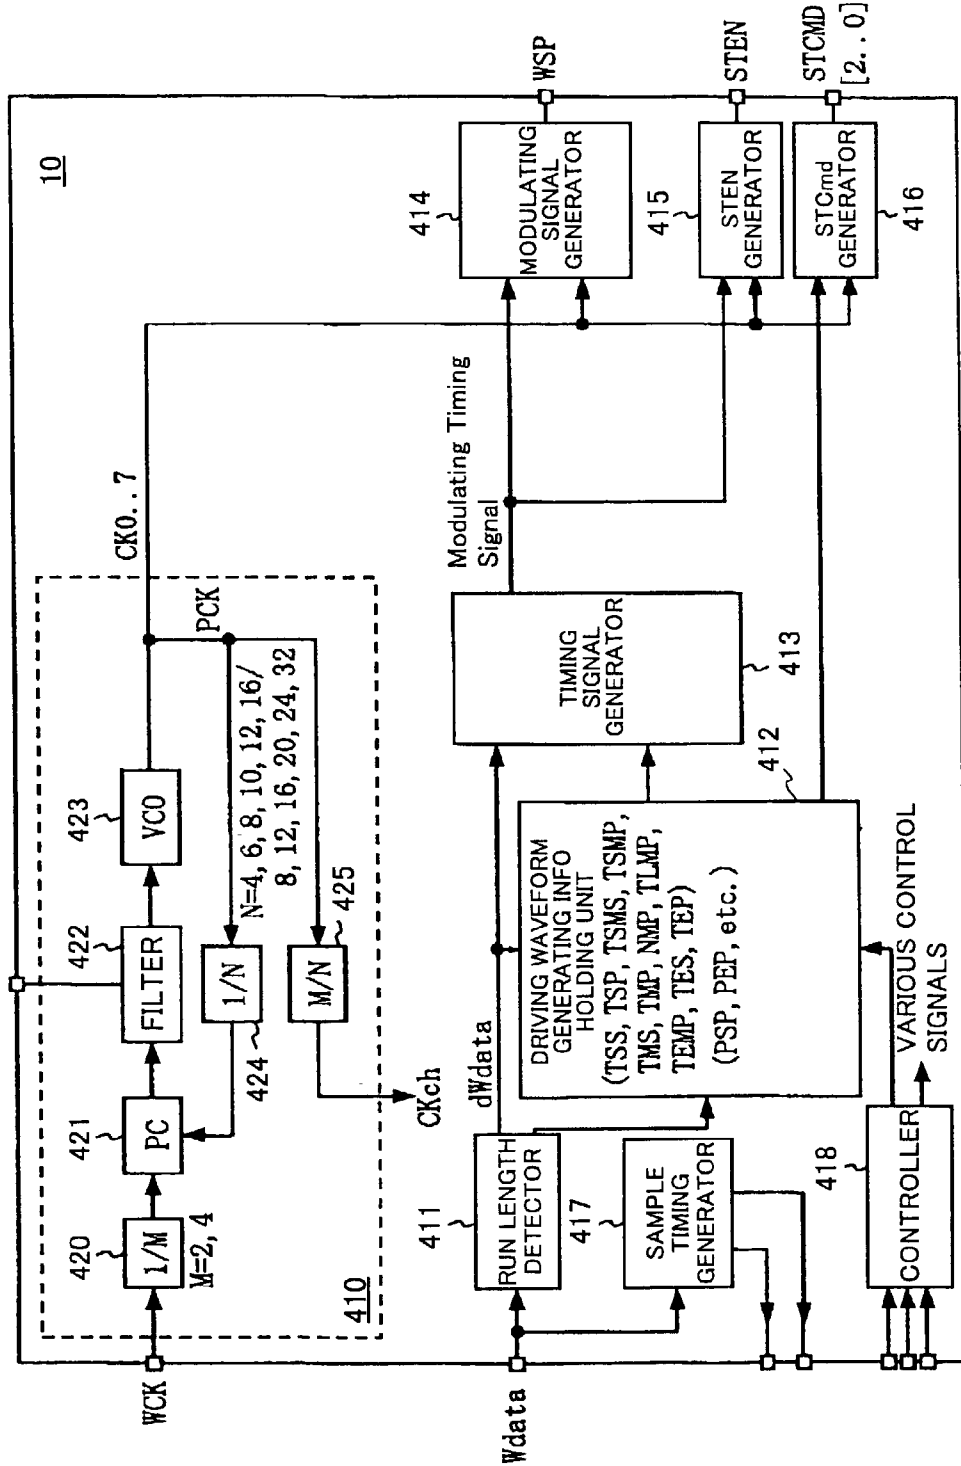 10
WCK
420
1/M
M=2, 4
421
PC
422
FILTER
423
VCO
CK0..7
PCK
424
1/N
N=4, 6, 8, 10, 12, 16/
8, 12, 16, 20, 24, 32
425
M/N
CKch
410
Wdata
411
RUN LENGTH
DETECTOR
dWdata
417
SAMPLE
TIMING
GENERATOR
418
CONTROLLER
VARIOUS CONTROL
SIGNALS
412
DRIVING WAVEFORM
GENERATING INFO
HOLDING UNIT
(TSS, TSP, TSMS, TSMP,
TMS, TMP, NMP, TLMP,
TEMP, TES, TEP)
(PSP, PEP, etc.)
413
TIMING
SIGNAL
GENERATOR
Modulating Timing
Signal
414
MODULATING
SIGNAL
GENERATOR
WSP
415
STEN
GENERATOR
STEN
416
STCmd
GENERATOR
STCMD
[2..0]